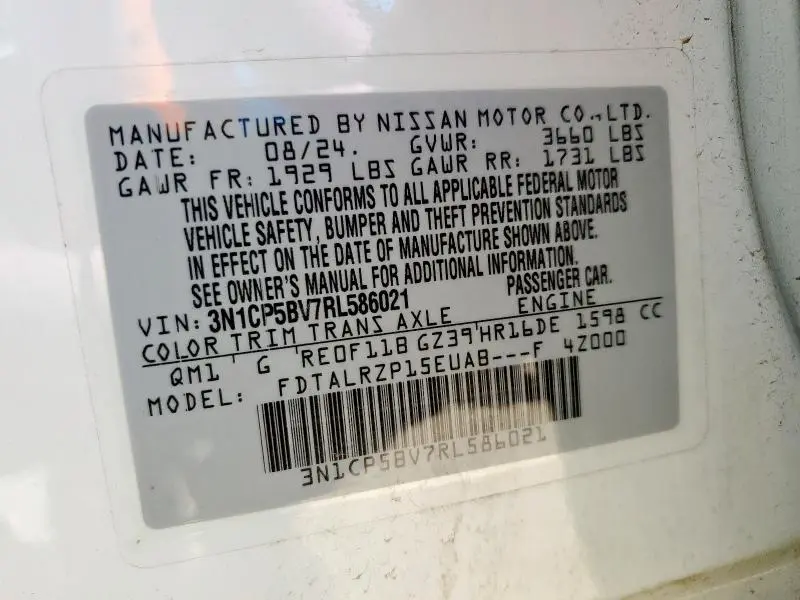 MANUFACTURED BY NISSAN MOTOR CO.,LTD.
DATE: 08/24. GVWR: 3660 LBS
GAWR FR: 1929 LBS GAWR RR: 1731 LBS
THIS VEHICLE CONFORMS TO ALL APPLICABLE FEDERAL MOTOR
VEHICLE SAFETY, BUMPER AND THEFT PREVENTION STANDARDS
IN EFFECT ON THE DATE OF MANUFACTURE SHOWN ABOVE.
SEE OWNER'S MANUAL FOR ADDITIONAL INFORMATION.
VIN: 3N1CP5BV7RL586021 PASSENGER CAR.
COLOR TRIM TRANS AXLE ENGINE
QM1 ' G 'RE0F11B GZ39'HR16DE 1598 CC
MODEL: FDTALRZP15EUAB---F 4Z000
3N1CP5BV7RL586021